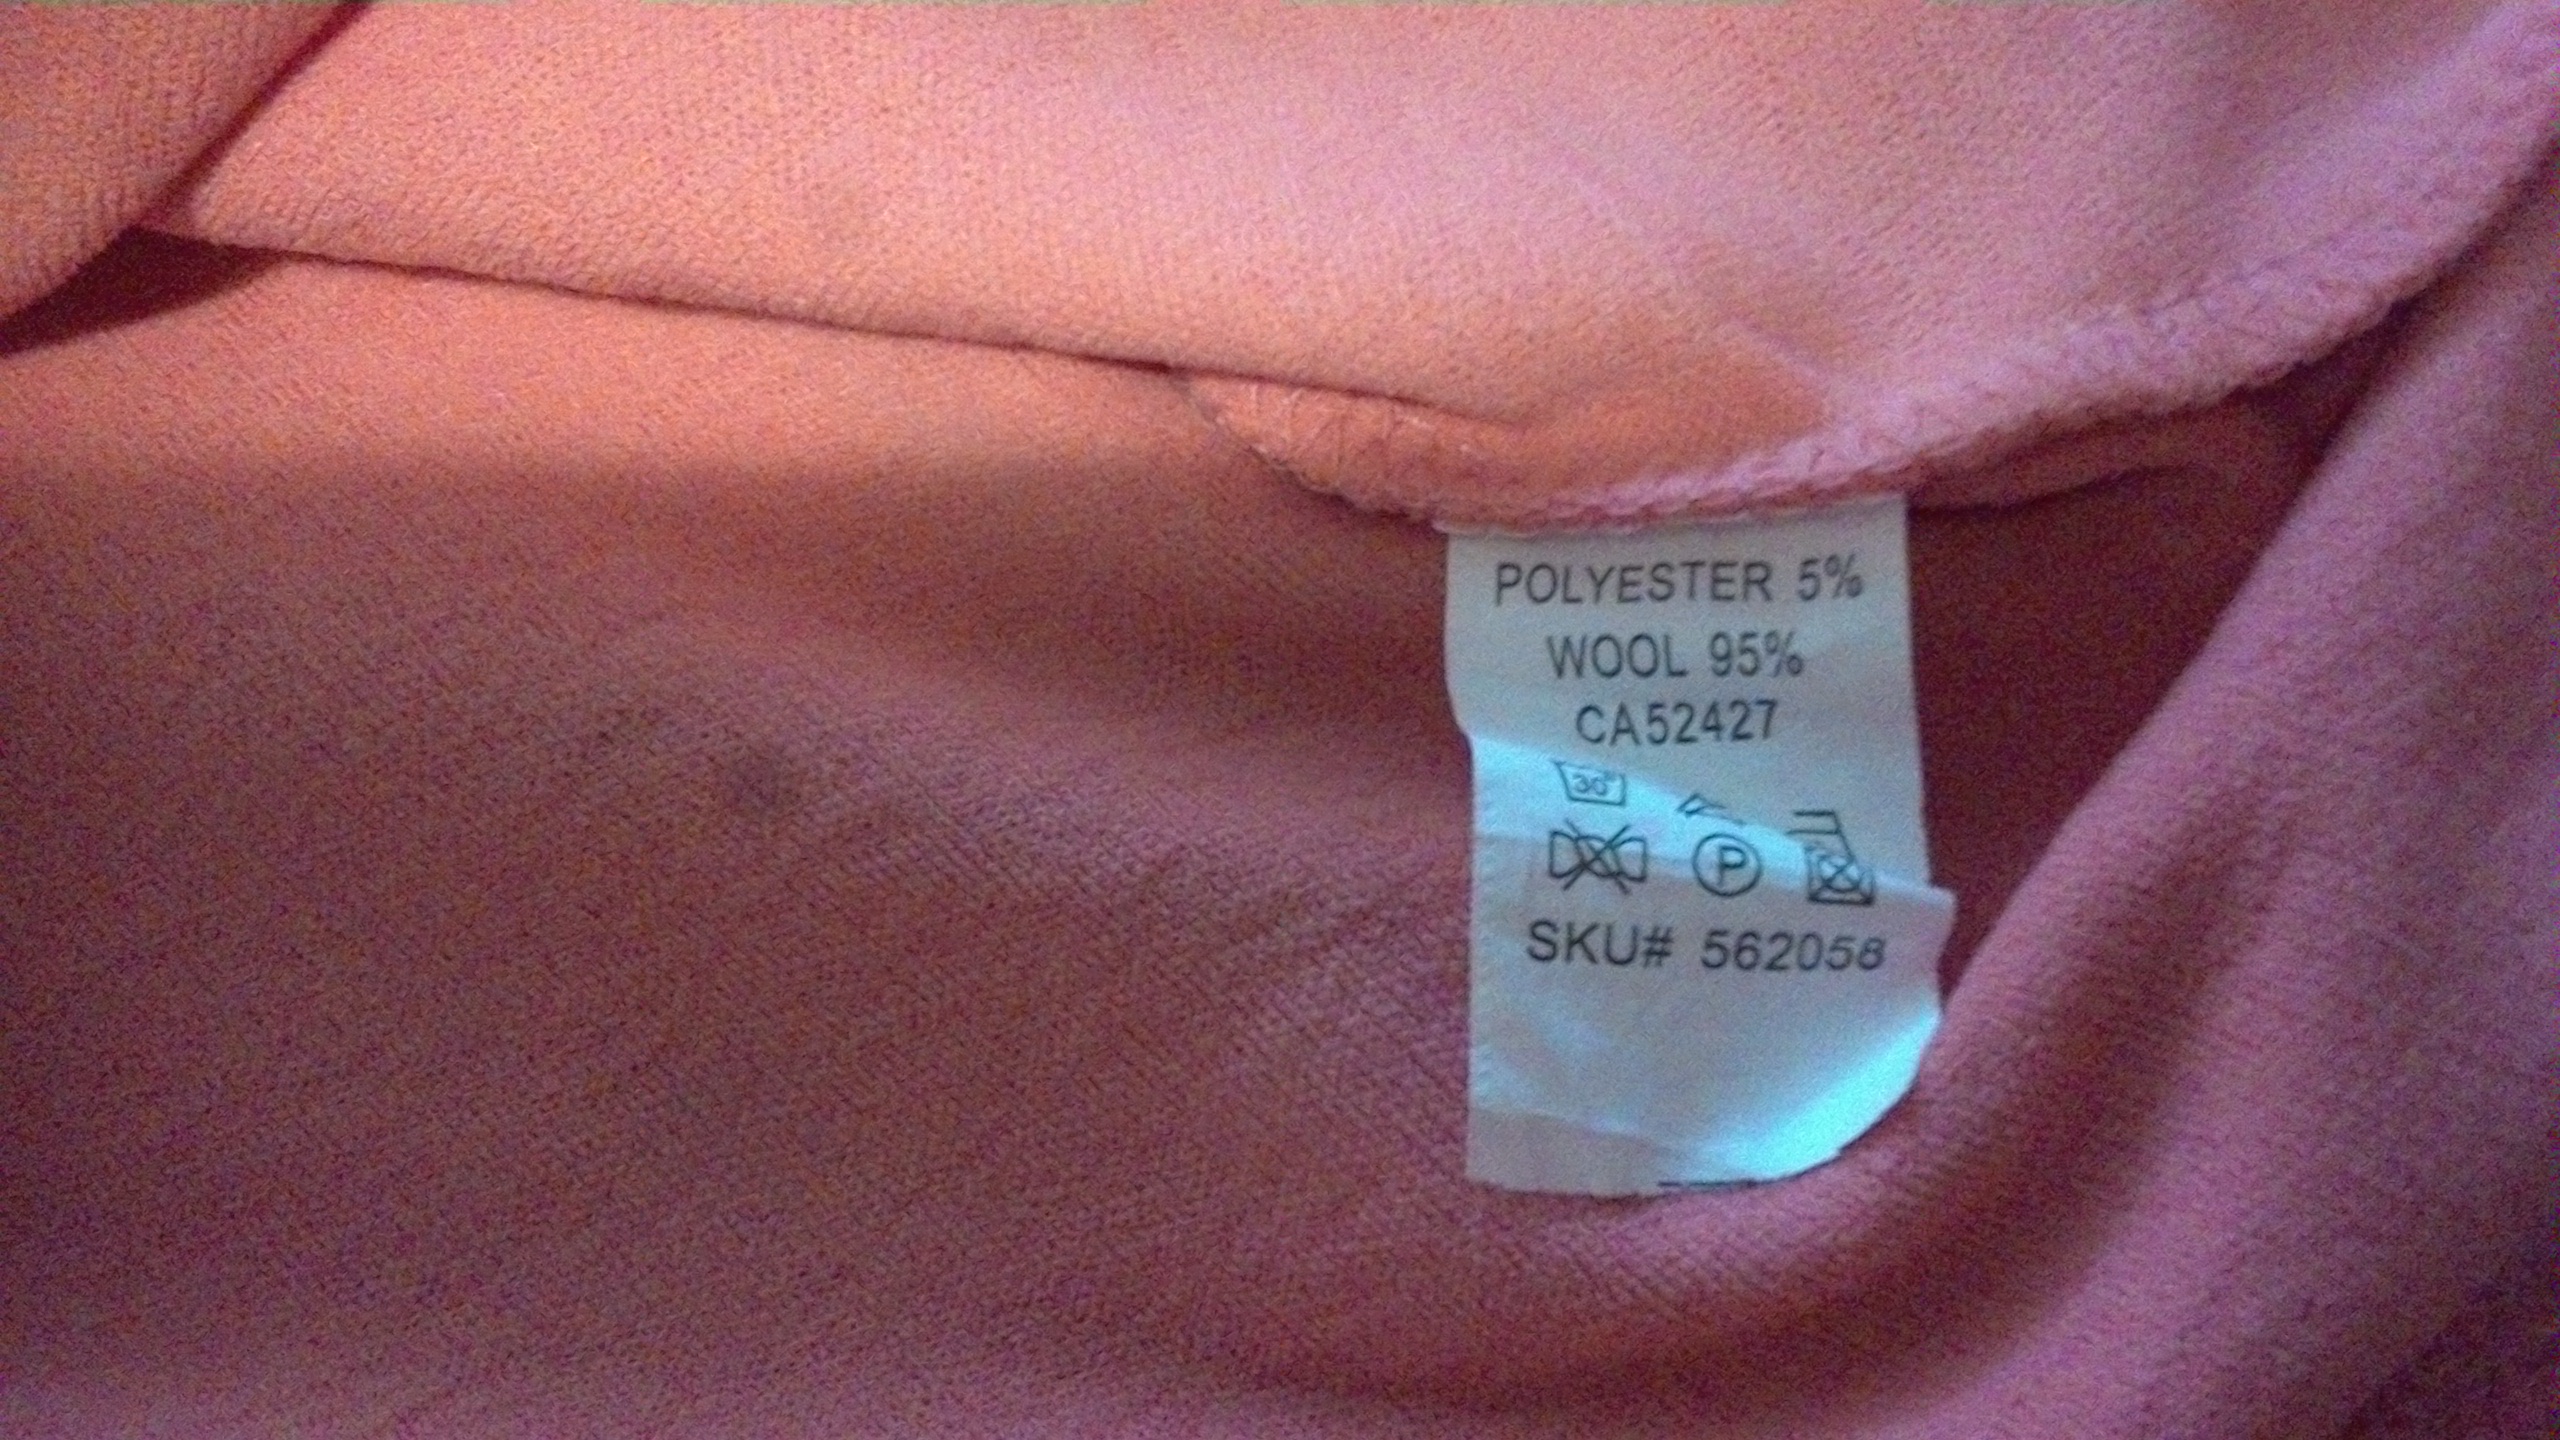 POLYESTER 5%
WOOL 95%
CA52427
30°
P
SKU# 562058